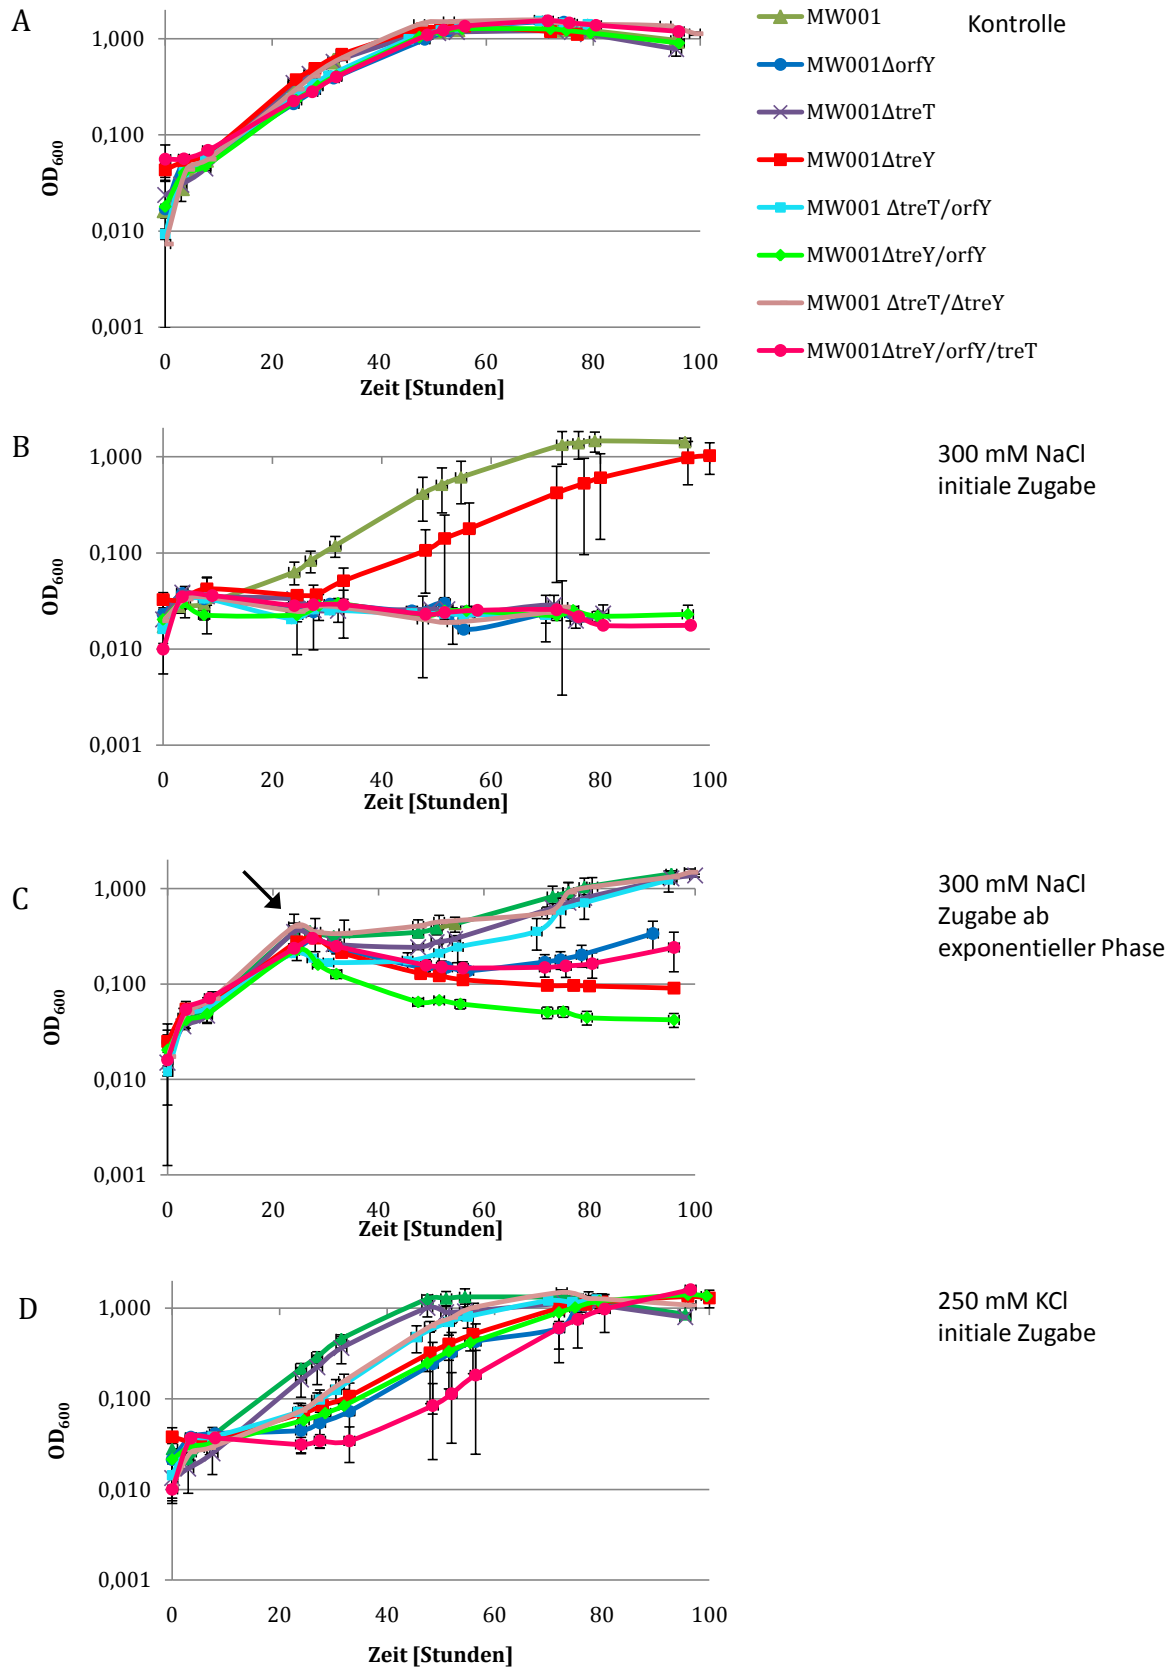 A
1,000
0,100
0,010
0,001
OD600
0
20
40
60
80
100
Zeit [Stunden]
MW001
MW001ΔorfY
MW001ΔtreT
MW001ΔtreY
MW001 ΔtreT/orfY
MW001ΔtreY/orfY
MW001 ΔtreT/ΔtreY
MW001ΔtreY/orfY/treT
Kontrolle
B
1,000
0,100
0,010
0,001
OD600
0
20
40
60
80
100
Zeit [Stunden]
300 mM NaCl
initiale Zugabe
C
1,000
0,100
0,010
0,001
OD600
0
20
40
60
80
100
Zeit [Stunden]
300 mM NaCl
Zugabe ab
exponentieller Phase
D
1,000
0,100
0,010
0,001
OD600
0
20
40
60
80
100
Zeit [Stunden]
250 mM KCl
initiale Zugabe